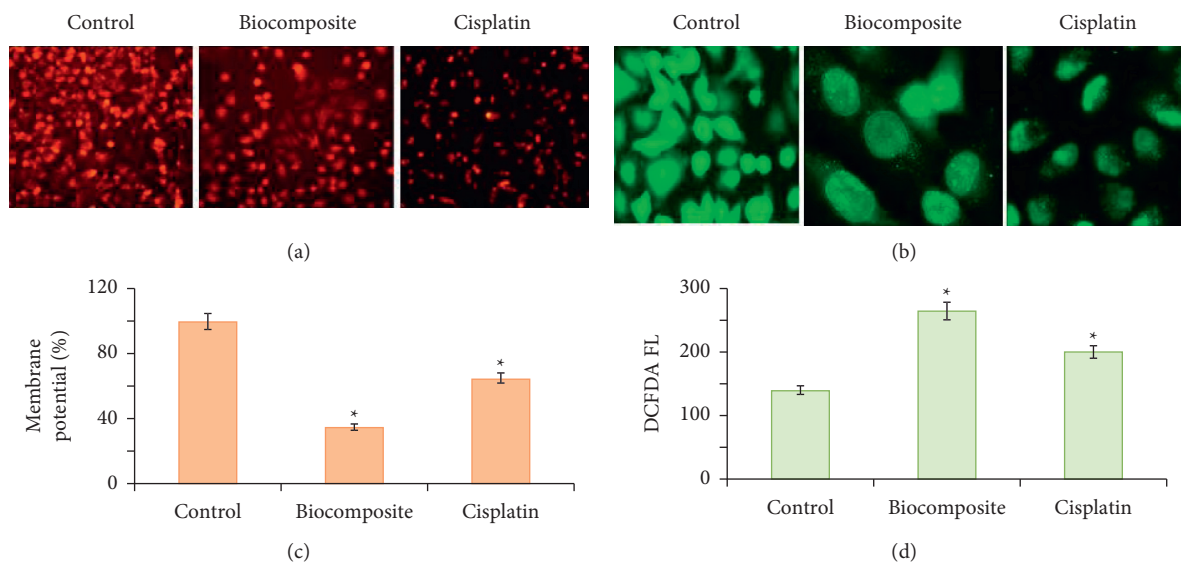 Control Biocomposite Cisplatin
(a)
Control Biocomposite Cisplatin
(b)
Membrane
potential (%)
120
80
40
0
*
*
Control Biocomposite Cisplatin
(c)
DCFDA FL
300
200
100
0
*
*
Control Biocomposite Cisplatin
(d)